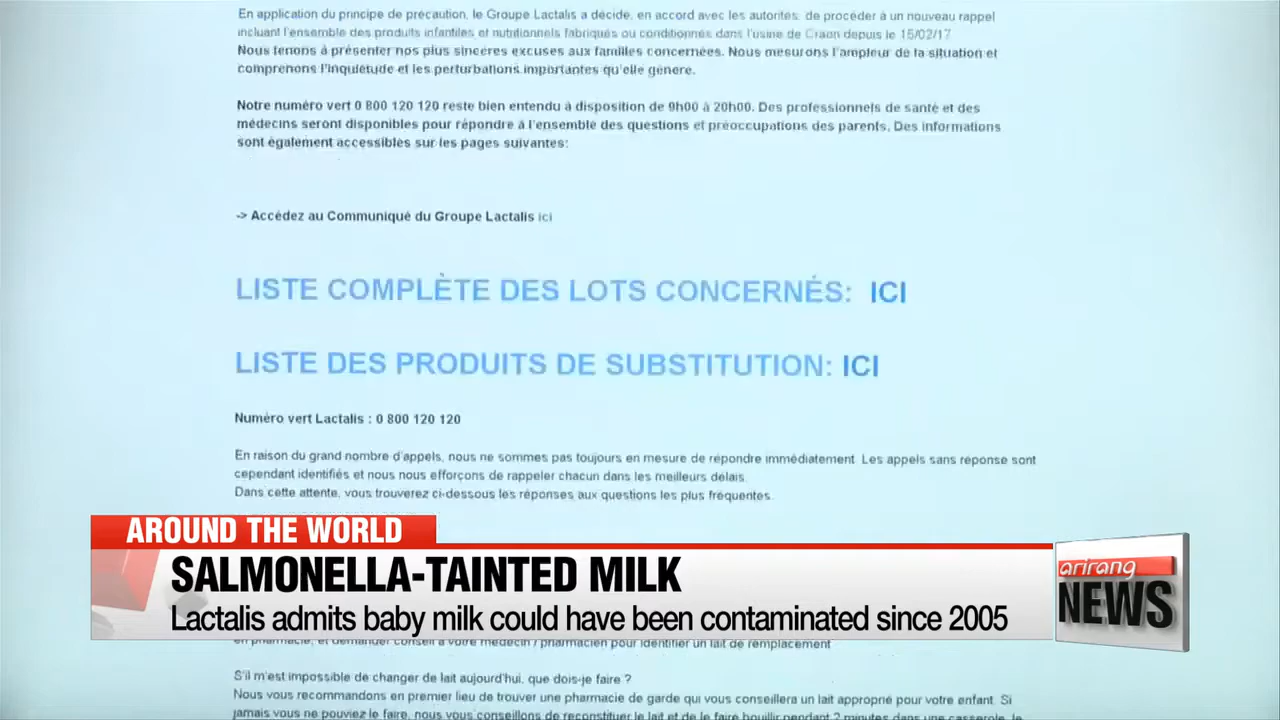 En application du principe de précaution, le Groupe Lactalis a décidé, en accord avec les autorités, de procéder à un nouveau rappel
incluant l'ensemble des produits infantiles et nutritionnels fabriqués ou conditionnés dans l'usine de Craon depuis le 15/02/17
Nous tenons à présenter nos plus sincères excuses aux familles concernées. Nous mesurons l'ampleur de la situation et
comprenons l'inquiétude et les perturbations importantes qu'elle génère.
Notre numéro vert 0 800 120 120 reste bien entendu à disposition de 9h00 à 20h00. Des professionnels de santé et des
médecins seront disponibles pour répondre à l'ensemble des questions et préoccupations des parents. Des informations
sont également accessibles sur les pages suivantes:
-> Accédez au Communiqué du Groupe Lactalis ici
LISTE COMPLÈTE DES LOTS CONCERNÉS: ICI
LISTE DES PRODUITS DE SUBSTITUTION: ICI
Numéro vert Lactalis : 0 800 120 120
En raison du grand nombre d'appels, nous ne sommes pas toujours en mesure de répondre immédiatement. Les appels sans réponse sont
cependant identifiés et nous nous efforçons de rappeler chacun dans les meilleurs délais.
Dans cette attente, vous trouverez ci-dessous les réponses aux questions les plus fréquentes.
AROUND THE WORLD
SALMONELLA-TAINTED MILK
Lactalis admits baby milk could have been contaminated since 2005
arirang
NEWS
en pharmacie, et demander conseil à votre médecin / pharmacien pour identifier un lait de remplacement
S'il m'est impossible de changer de lait aujourd'hui, que dois-je faire ?
Nous vous recommandons en premier lieu de trouver une pharmacie de garde qui vous conseillera un lait approprié pour votre enfant. Si
jamais vous ne pouviez le faire, nous vous conseillons de reconstituer le lait et de le faire bouillir pendant 2 minutes dans une casserole, le